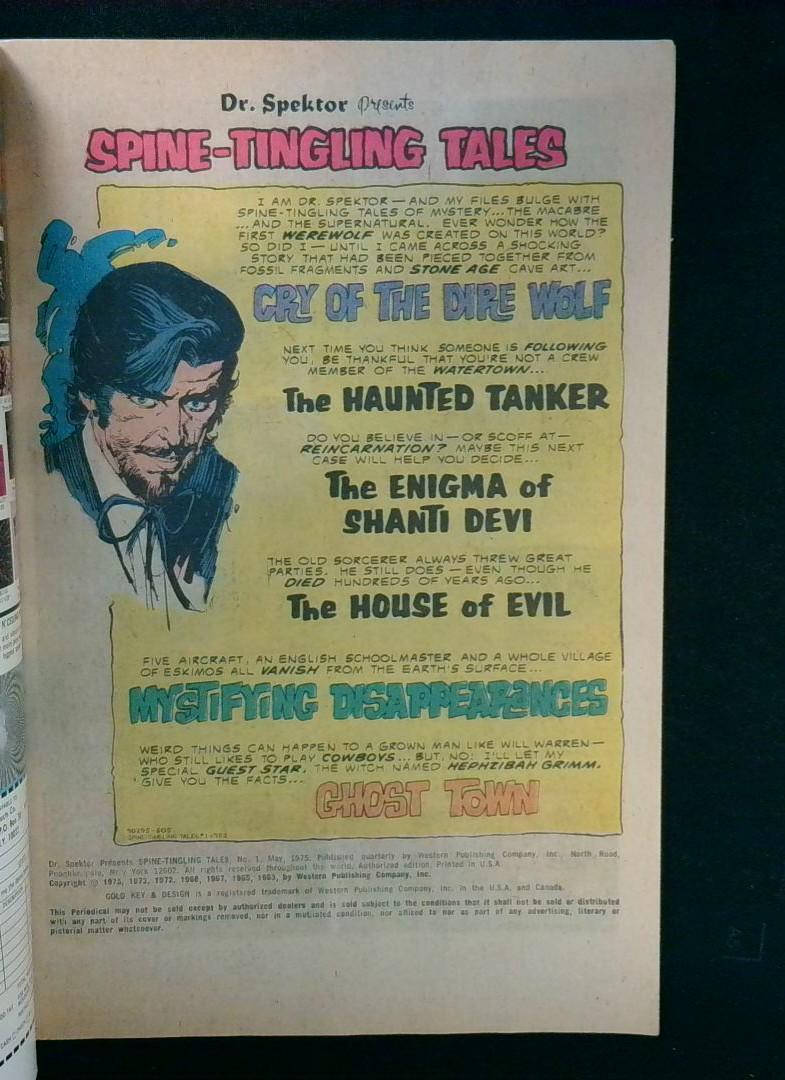 Dr. Spektor Presents
SPINE-TINGLING TALES
I AM DR. SPEKTOR — AND MY FILES BULGE WITH
SPINE-TINGLING TALES OF MYSTERY...THE MACABRE
...AND THE SUPERNATURAL. EVER WONDER HOW THE
FIRST WEREWOLF WAS CREATED ON THIS WORLD?
SO DID I — UNTIL I CAME ACROSS A SHOCKING
STORY THAT HAD BEEN PIECED TOGETHER FROM
FOSSIL FRAGMENTS AND STONE AGE CAVE ART...
CRY OF THE DIRE WOLF
NEXT TIME YOU THINK SOMEONE IS FOLLOWING
YOU, BE THANKFUL THAT YOU'RE NOT A CREW
MEMBER OF THE WATERTOWN...
The HAUNTED TANKER
DO YOU BELIEVE IN — OR SCOFF AT —
REINCARNATION? MAYBE THIS NEXT
CASE WILL HELP YOU DECIDE...
The ENIGMA of
SHANTI DEVI
THE OLD SORCERER ALWAYS THREW GREAT
PARTIES. HE STILL DOES — EVEN THOUGH HE
DIED HUNDREDS OF YEARS AGO...
The HOUSE of EVIL
FIVE AIRCRAFT, AN ENGLISH SCHOOLMASTER AND A WHOLE VILLAGE
OF ESKIMOS ALL VANISH FROM THE EARTH'S SURFACE...
MYSTIFYING DISAPPEARANCES
WEIRD THINGS CAN HAPPEN TO A GROWN MAN LIKE WILL WARREN —
WHO STILL LIKES TO PLAY COWBOYS... BUT, NO! I'LL LET MY
SPECIAL GUEST STAR, THE WITCH NAMED HEPHZIBAH GRIMM,
GIVE YOU THE FACTS...
GHOST TOWN
90295-505
Dr. Spektor Presents SPINE-TINGLING TALES, No. 1, May, 1975. Published quarterly by Western Publishing Company, Inc., North Road,
Poughkeepsie, New York 12602. All rights reserved throughout the world. Authorized edition. Printed in U.S.A.
Copyright © 1975, 1973, 1972, 1968, 1967, 1965, 1963, by Western Publishing Company, Inc.
GOLD KEY & DESIGN is a registered trademark of Western Publishing Company, Inc. in the U.S.A. and Canada.
This Periodical may not be sold except by authorized dealers and is sold subject to the conditions that it shall not be sold or distributed
with any part of its cover or markings removed, nor in a mutilated condition, nor affixed to nor as part of any advertising, literary or
pictorial matter whatsoever.